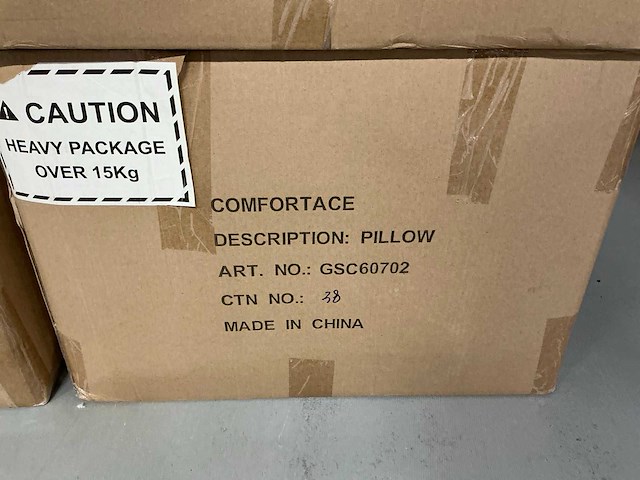 CAUTION
HEAVY PACKAGE
OVER 15Kg
COMFORTACE
DESCRIPTION: PILLOW
ART. NO.: GSC60702
CTN NO.: 38
MADE IN CHINA